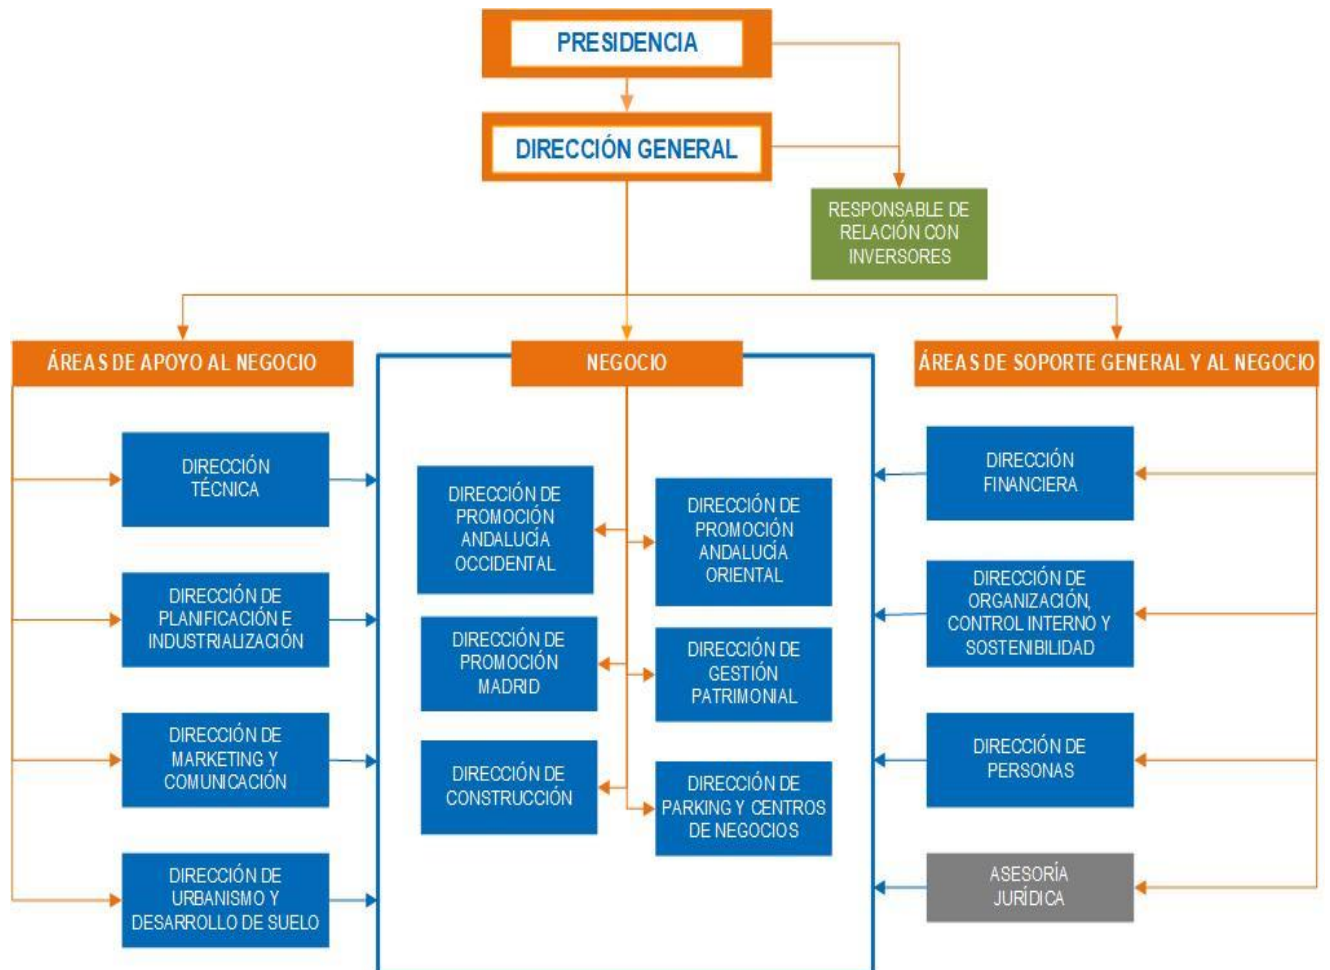 PRESIDENCIA
DIRECCIÓN GENERAL
RESPONSABLE DE
RELACIÓN CON
INVERSORES
ÁREAS DE APOYO AL NEGOCIO
NEGOCIO
ÁREAS DE SOPORTE GENERAL Y AL NEGOCIO
DIRECCIÓN
TÉCNICA
DIRECCIÓN DE
PLANIFICACIÓN E
INDUSTRIALIZACIÓN
DIRECCIÓN DE
MARKETING Y
COMUNICACIÓN
DIRECCIÓN DE
URBANISMO Y
DESARROLLO DE SUELO
DIRECCIÓN DE
PROMOCIÓN
ANDALUCÍA
OCCIDENTAL
DIRECCIÓN DE
PROMOCIÓN
ANDALUCÍA
ORIENTAL
DIRECCIÓN DE
PROMOCIÓN
MADRID
DIRECCIÓN DE
GESTIÓN
PATRIMONIAL
DIRECCIÓN DE
CONSTRUCCIÓN
DIRECCIÓN DE
PARKING Y CENTROS
DE NEGOCIOS
DIRECCIÓN
FINANCIERA
DIRECCIÓN DE
ORGANIZACIÓN,
CONTROL INTERNO Y
SOSTENIBILIDAD
DIRECCIÓN DE
PERSONAS
ASESORÍA
JURÍDICA